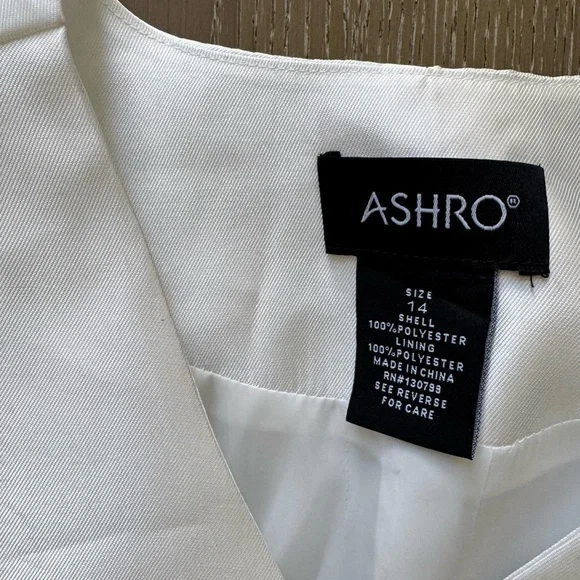 ASHRO®
SIZE
14
SHELL
100%POLYESTER
LINING
100%POLYESTER
MADE IN CHINA
RN#130799
SEE REVERSE
FOR CARE